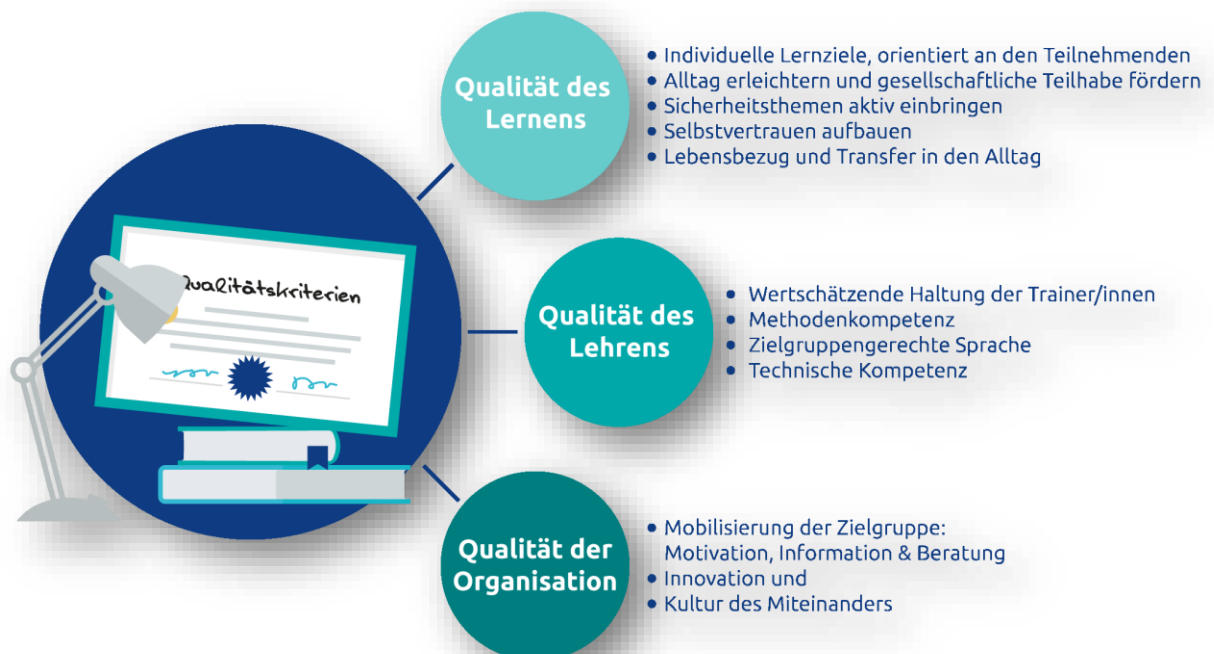 Qualität des
Lernens
• Individuelle Lernziele, orientiert an den Teilnehmenden
• Alltag erleichtern und gesellschaftliche Teilhabe fördern
• Sicherheitsthemen aktiv einbringen
• Selbstvertrauen aufbauen
• Lebensbezug und Transfer in den Alltag
Qualitätskriterien
Qualität des
Lehrens
• Wertschätzende Haltung der Trainer/innen
• Methodenkompetenz
• Zielgruppengerechte Sprache
• Technische Kompetenz
Qualität der
Organisation
• Mobilisierung der Zielgruppe:
Motivation, Information & Beratung
• Innovation und
• Kultur des Miteinanders